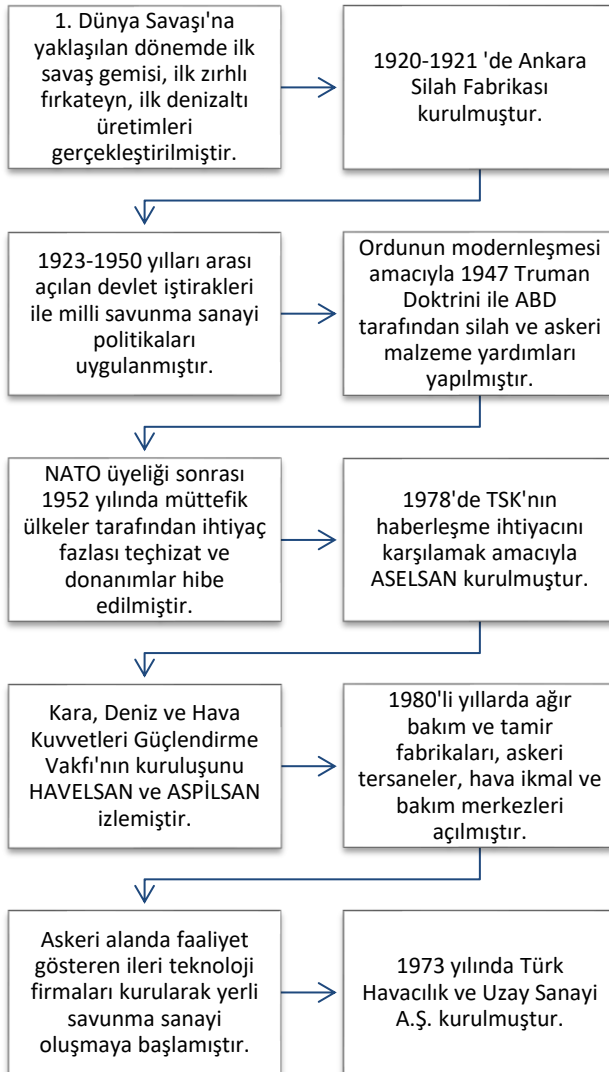 1. Dünya Savaşı'na
yaklaşılan dönemde ilk
savaş gemisi, ilk zırhlı
fırkateyn, ilk denizaltı
üretimleri
gerçekleştirilmiştir.
1920-1921 'de Ankara
Silah Fabrikası
kurulmuştur.
1923-1950 yılları arası
açılan devlet iştirakleri
ile milli savunma sanayi
politikaları
uygulanmıştır.
Ordunun modernleşmesi
amacıyla 1947 Truman
Doktrini ile ABD
tarafından silah ve askeri
malzeme yardımları
yapılmıştır.
NATO üyeliği sonrası
1952 yılında müttefik
ülkeler tarafından ihtiyaç
fazlası teçhizat ve
donanımlar hibe
edilmiştir.
1978'de TSK'nın
haberleşme ihtiyacını
karşılamak amacıyla
ASELSAN kurulmuştur.
Kara, Deniz ve Hava
Kuvvetleri Güçlendirme
Vakfı'nın kuruluşunu
HAVELSAN ve ASPİLSAN
izlemiştir.
1980'li yıllarda ağır
bakım ve tamir
fabrikaları, askeri
tersaneler, hava ikmal ve
bakım merkezleri
açılmıştır.
Askeri alanda faaliyet
gösteren ileri teknoloji
firmaları kurularak yerli
savunma sanayi
oluşmaya başlamıştır.
1973 yılında Türk
Havacılık ve Uzay Sanayi
A.Ş. kurulmuştur.